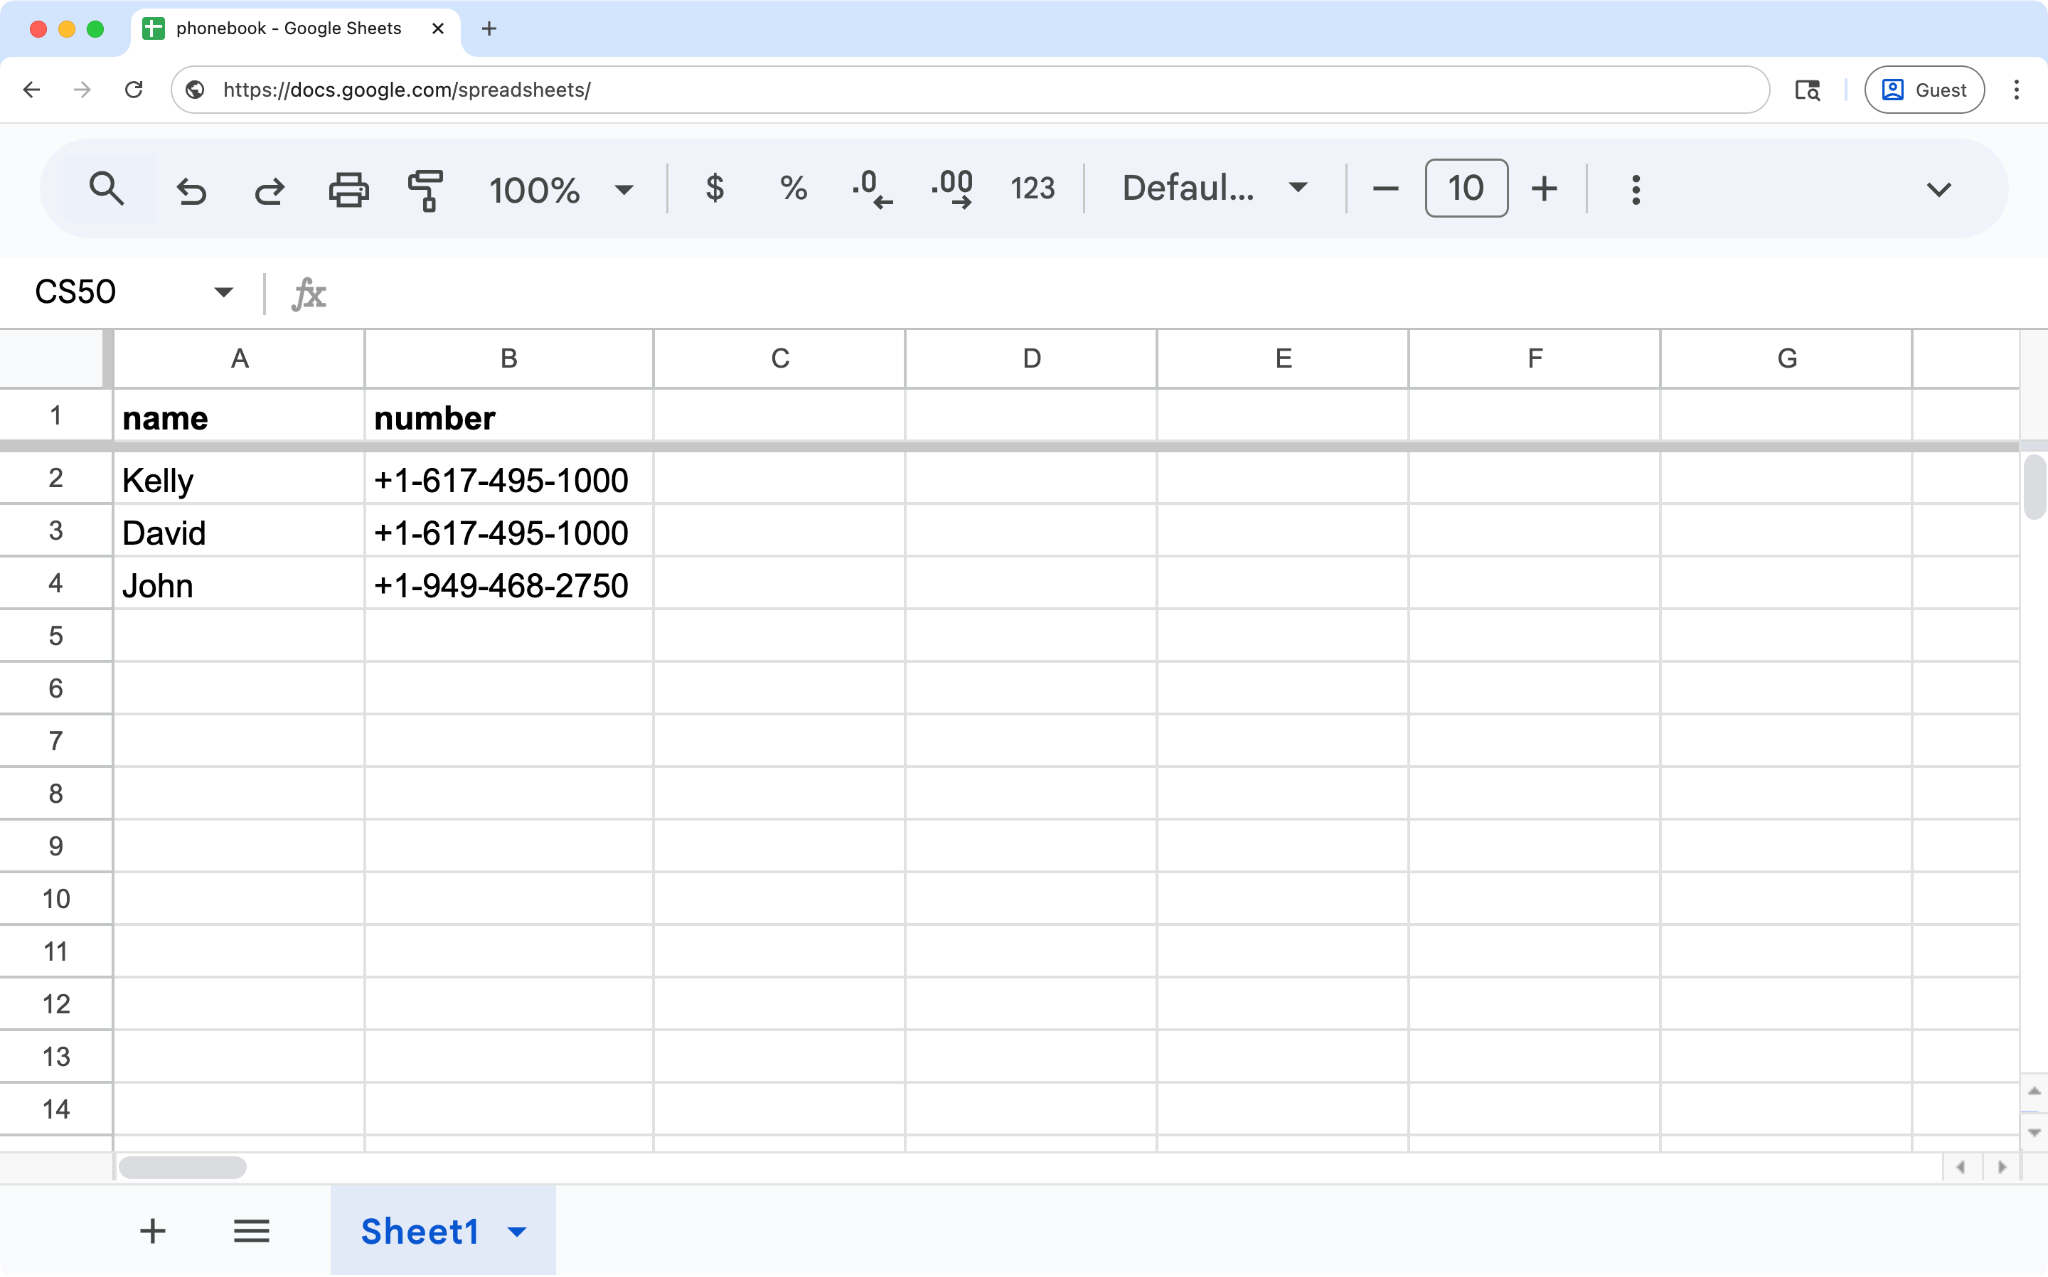 phonebook - Google Sheets
https://docs.google.com/spreadsheets/
Guest
100% $ % .0 .00 123 Defaul... 10
CS50 fx
A B C D E F G
1 name number
2 Kelly +1-617-495-1000
3 David +1-617-495-1000
4 John +1-949-468-2750
5
6
7
8
9
10
11
12
13
14
Sheet1